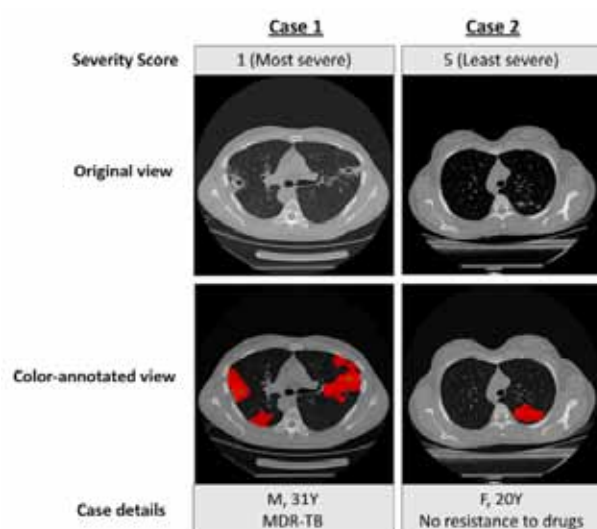 Case 1 Case 2
Severity Score 1 (Most severe) 5 (Least severe)
Original view
Color-annotated view
Case details M, 31Y F, 20Y
MDR-TB No resistance to drugs